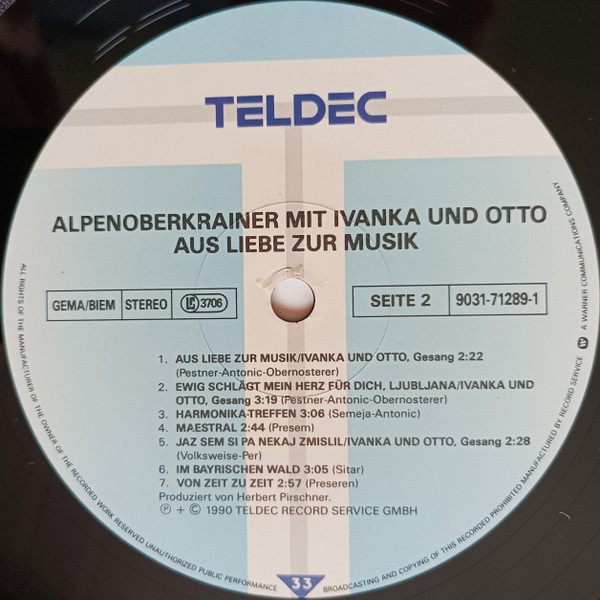 TELDEC
ALPENOBERKRAINER MIT IVANKA UND OTTO
AUS LIEBE ZUR MUSIK
GEMA/BIEM STEREO LC 3706
SEITE 2 9031-71289-1
1. AUS LIEBE ZUR MUSIK/IVANKA UND OTTO, Gesang 2:22
(Pestner-Antonic-Obernosterer)
2. EWIG SCHLÄGT MEIN HERZ FÜR DICH, LJUBLJANA/IVANKA UND
OTTO, Gesang 3:19 (Pestner-Antonic-Obernosterer)
3. HARMONIKA-TREFFEN 3:06 (Semeja-Antonic)
4. MAESTRAL 2:44 (Presem)
5. JAZ SEM SI PA NEKAJ ZMISLIL/IVANKA UND OTTO, Gesang 2:28
(Volksweise-Per)
6. IM BAYRISCHEN WALD 3:05 (Sitar)
7. VON ZEIT ZU ZEIT 2:57 (Preseren)
Produziert von Herbert Pirschner.
Ⓟ + © 1990 TELDEC RECORD SERVICE GMBH
33
ALL RIGHTS OF THE MANUFACTURER OF THE OWNER OF THE RECORDED WORK RESERVED UNAUTHORIZED PUBLIC PERFORMANCE BROADCASTING AND COPYING OF THIS RECORD PROHIBITED MANUFACTURED BY RECORD SERVICE W A WARNER COMMUNICATIONS COMPANY